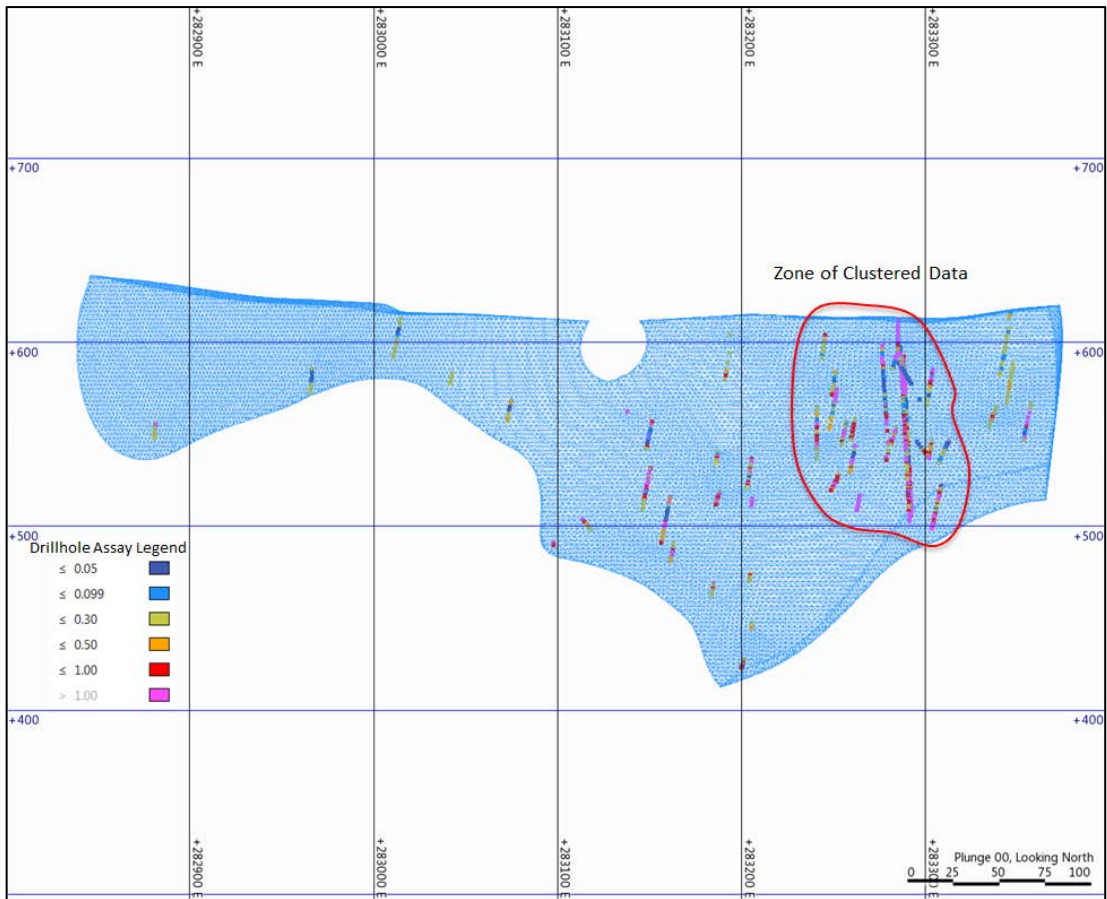 +282900 E
+283000 E
+283100 E
+283200 E
+283300 E
+700
+700
Zone of Clustered Data
+600
+600
+500
+500
Drillhole Assay Legend
≤ 0.05
≤ 0.099
≤ 0.30
≤ 0.50
≤ 1.00
> 1.00
+400
+400
+282900 E
+283000 E
+283100 E
+283200 E
+283300 E
Plunge 00, Looking North
0 25 50 75 100